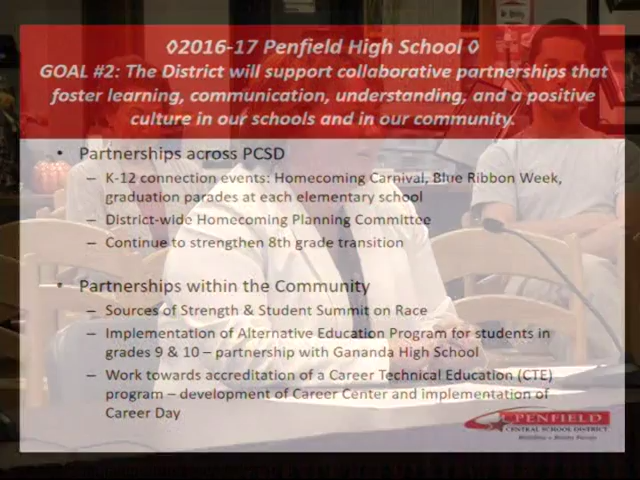 ◊2016-17 Penfield High School ◊
GOAL #2: The District will support collaborative partnerships that
foster learning, communication, understanding, and a positive
culture in our schools and in our community.
• Partnerships across PCSD
– K-12 connection events: Homecoming Carnival, Blue Ribbon Week,
graduation parades at each elementary school
– District-wide Homecoming Planning Committee
– Continue to strengthen 8th grade transition
• Partnerships within the Community
– Sources of Strength & Student Summit on Race
– Implementation of Alternative Education Program for students in
grades 9 & 10 – partnership with Gananda High School
– Work towards accreditation of a Career Technical Education (CTE)
program – development of Career Center and implementation of
Career Day
PENFIELD
CENTRAL SCHOOL DISTRICT